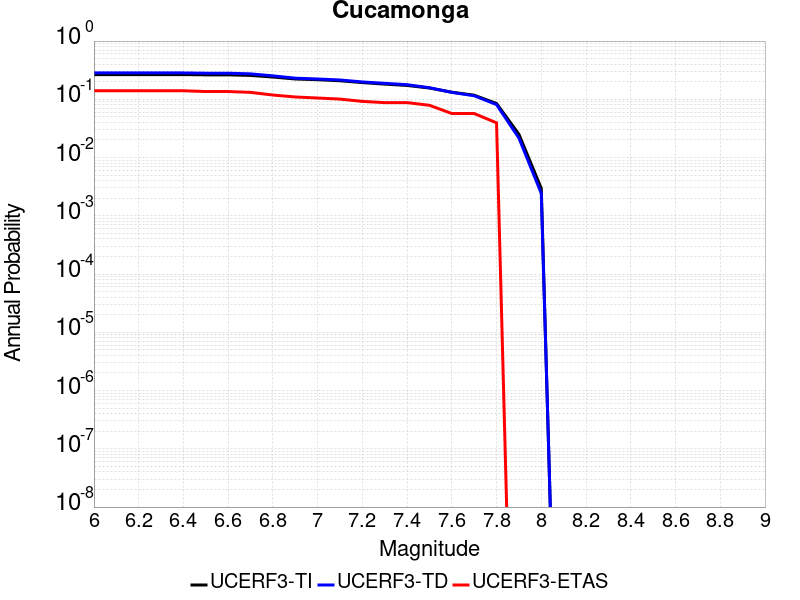 Cucamonga
10^0
10^-1
10^-2
10^-3
10^-4
10^-5
10^-6
10^-7
10^-8
Annual Probability
6 6.2 6.4 6.6 6.8 7 7.2 7.4 7.6 7.8 8 8.2 8.4 8.6 8.8 9
Magnitude
UCERF3-TI UCERF3-TD UCERF3-ETAS